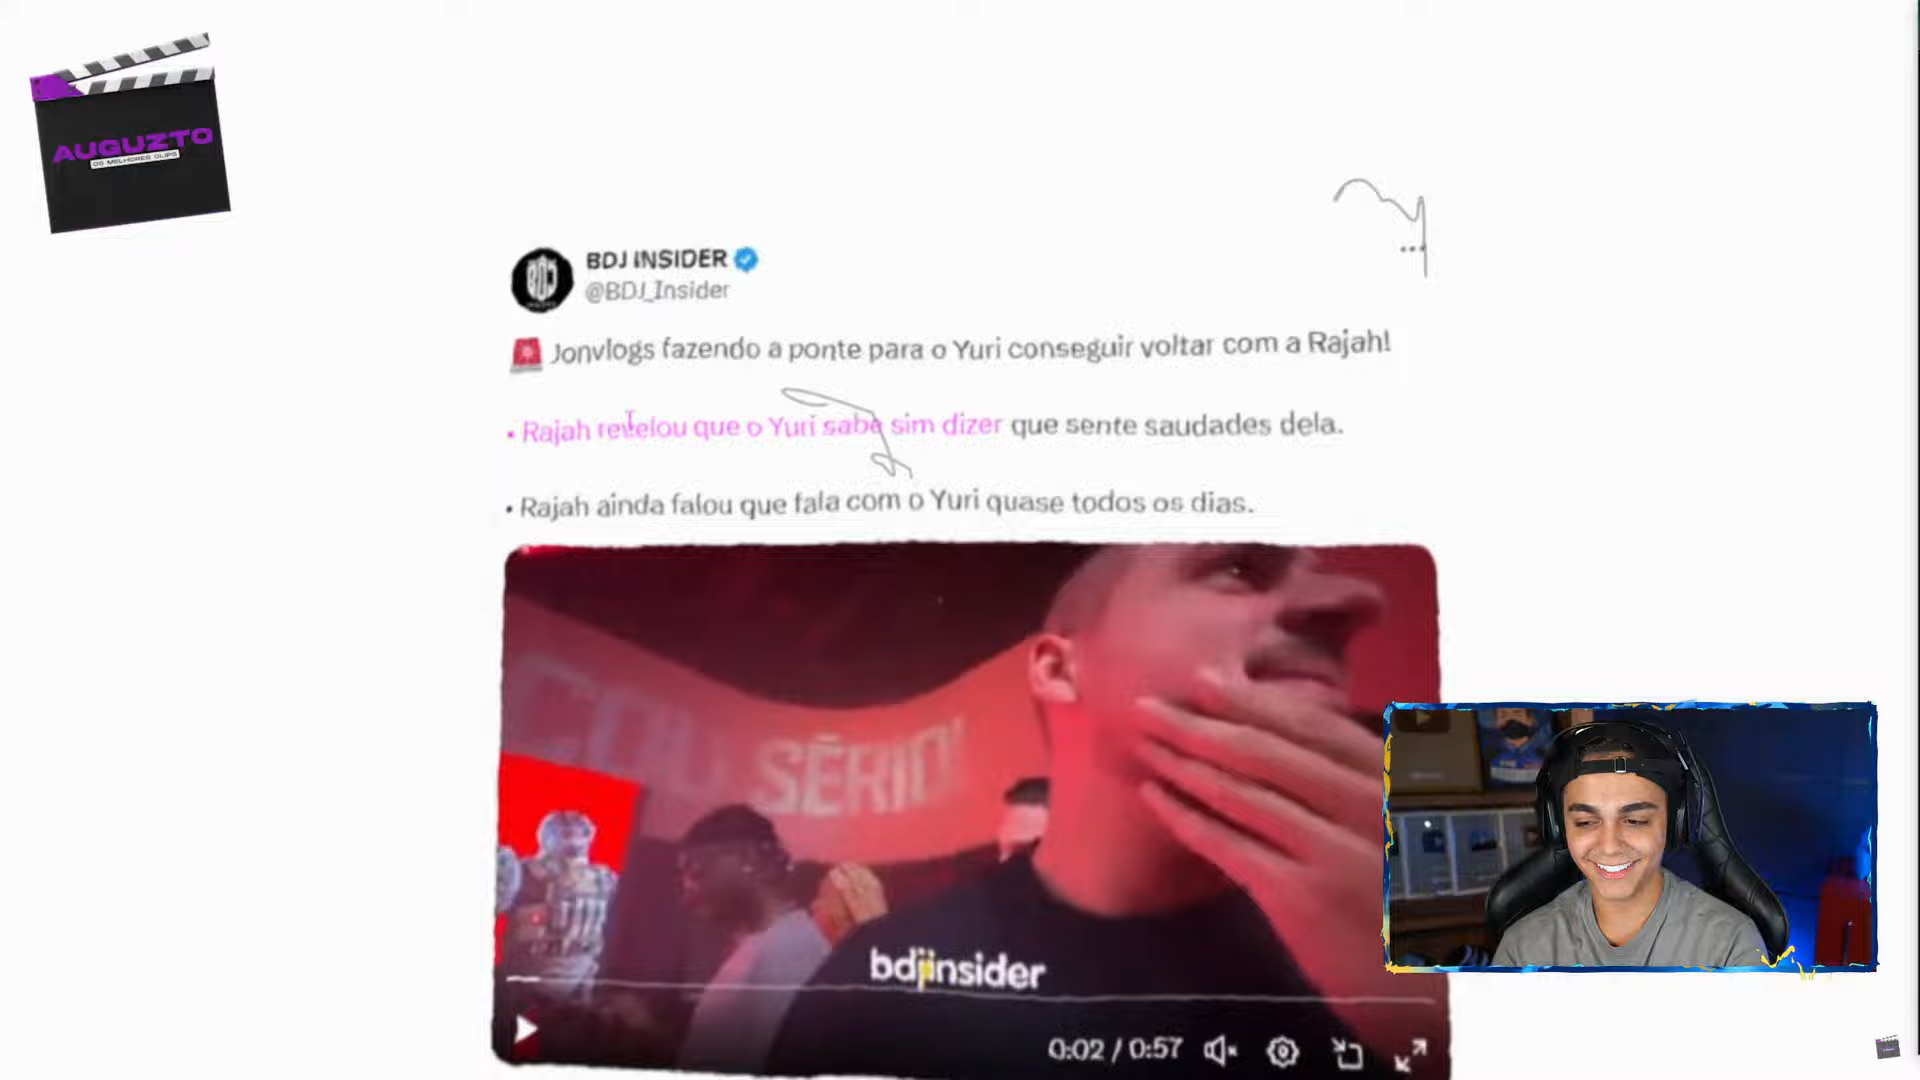 AUGUZTO
OS MELHORES CLIPS
BDJ INSIDER
@BDJ_Insider
🚨 Jonvlogs fazendo a ponte para o Yuri conseguir voltar com a Rajah!
• Rajah revelou que o Yuri sabe sim dizer que sente saudades dela.
• Rajah ainda falou que fala com o Yuri quase todos os dias.
SÉRIO!
bdjinsider
0:02 / 0:57